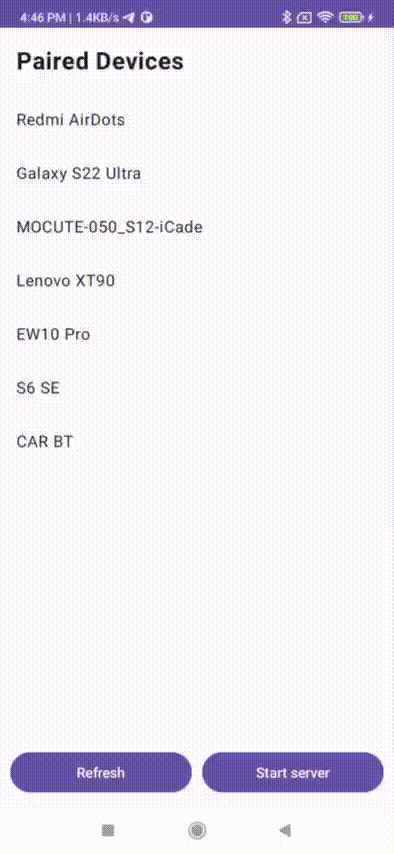 4:46 PM | 1.4KB/s
100
Paired Devices
Redmi AirDots
Galaxy S22 Ultra
MOCUTE-050_S12-iCade
Lenovo XT90
EW10 Pro
S6 SE
CAR BT
Refresh
Start server